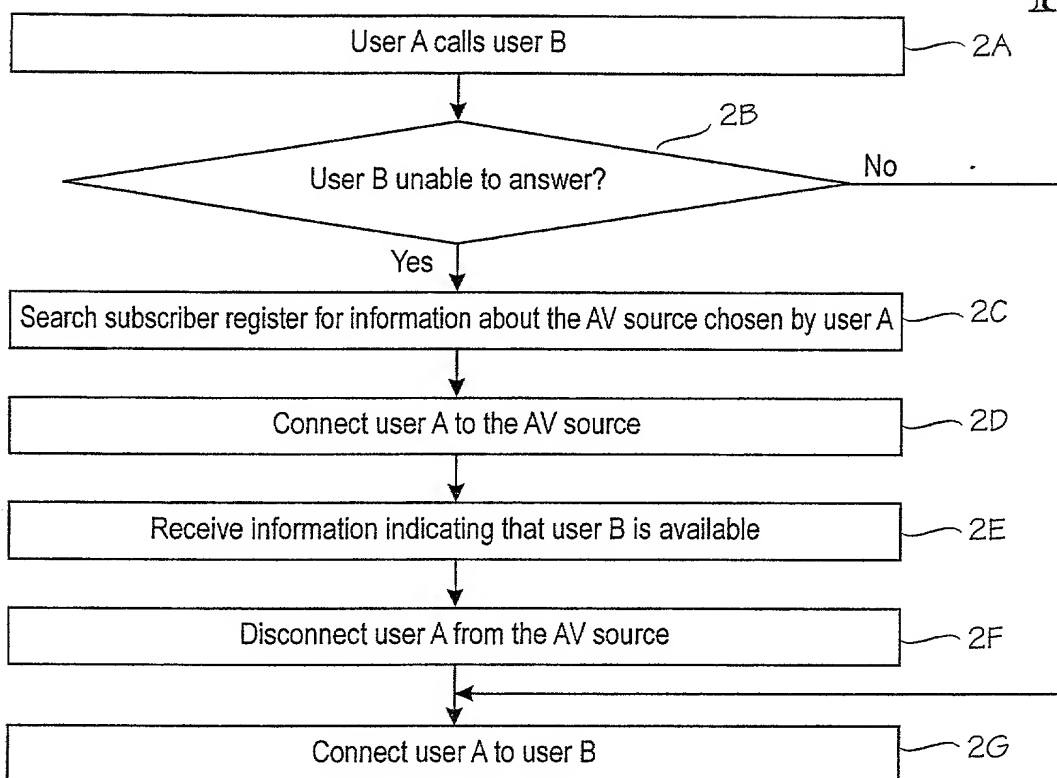 User A calls user B
2A
2B
User B unable to answer?
No
Yes
Search subscriber register for information about the AV source chosen by user A
2C
Connect user A to the AV source
2D
Receive information indicating that user B is available
2E
Disconnect user A from the AV source
2F
Connect user A to user B
2G